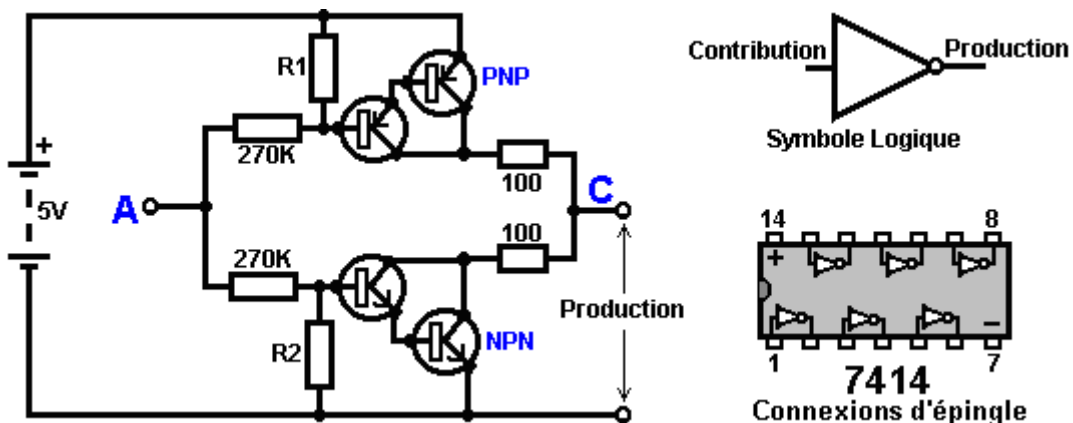 R1
PNP
270K
100
+
5V
A
C
270K
100
R2
NPN
Production
Contribution
Production
Symbole Logique
14
8
+
−
1
7
7414
Connexions d'épingle